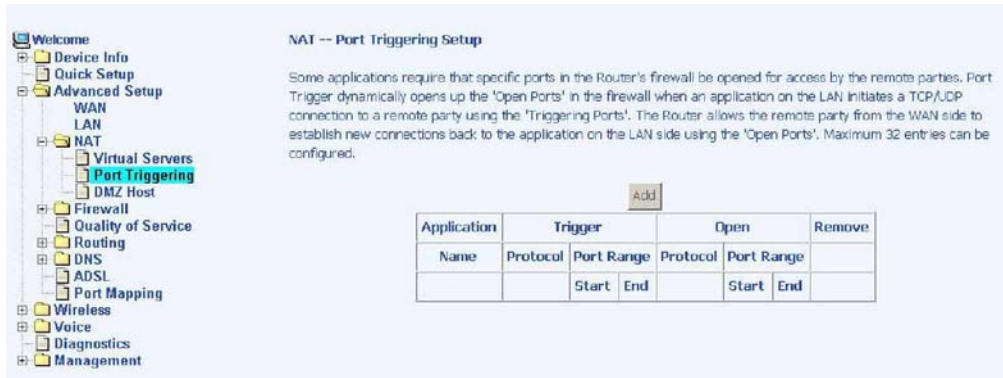 Welcome
Device Info
Quick Setup
Advanced Setup
WAN
LAN
NAT
Virtual Servers
Port Triggering
DMZ Host
Firewall
Quality of Service
Routing
DNS
ADSL
Port Mapping
Wireless
Voice
Diagnostics
Management
NAT -- Port Triggering Setup
Some applications require that specific ports in the Router's firewall be opened for access by the remote parties. Port
Trigger dynamically opens up the 'Open Ports' in the firewall when an application on the LAN initiates a TCP/UDP
connection to a remote party using the 'Triggering Ports'. The Router allows the remote party from the WAN side to
establish new connections back to the application on the LAN side using the 'Open Ports'. Maximum 32 entries can be
configured.
Add
Application Trigger Open Remove
Name Protocol Port Range Protocol Port Range
Start End Start End